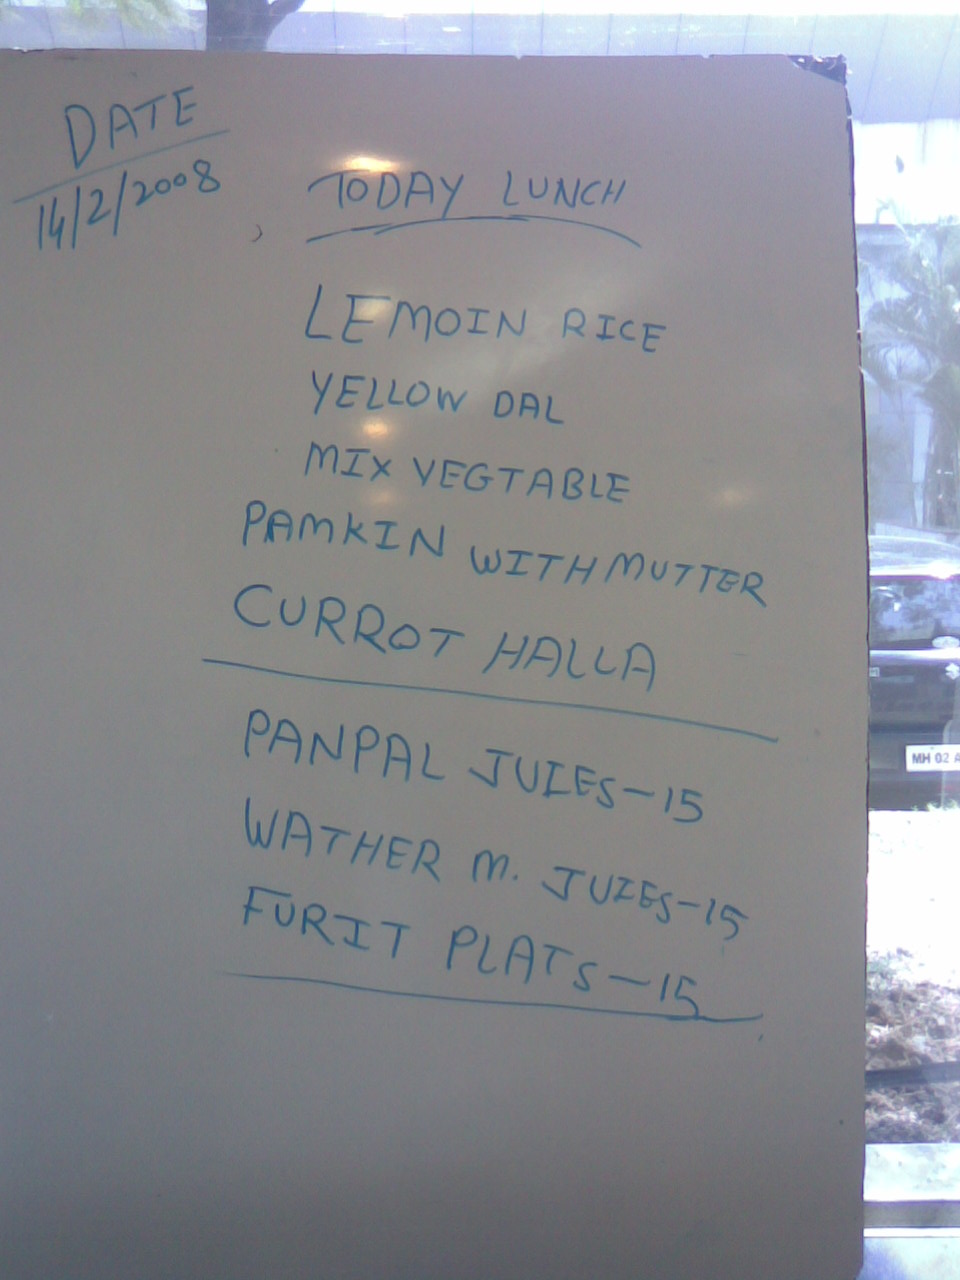 DATE
14/2/2008
TODAY LUNCH
LEMOIN RICE
YELLOW DAL
MIX VEGTABLE
PAMKIN WITH MUTTER
CURROT HALLA
PANPAL JUIES-15
WATHER M. JUIES-15
FURIT PLATS-15
MH 02 A